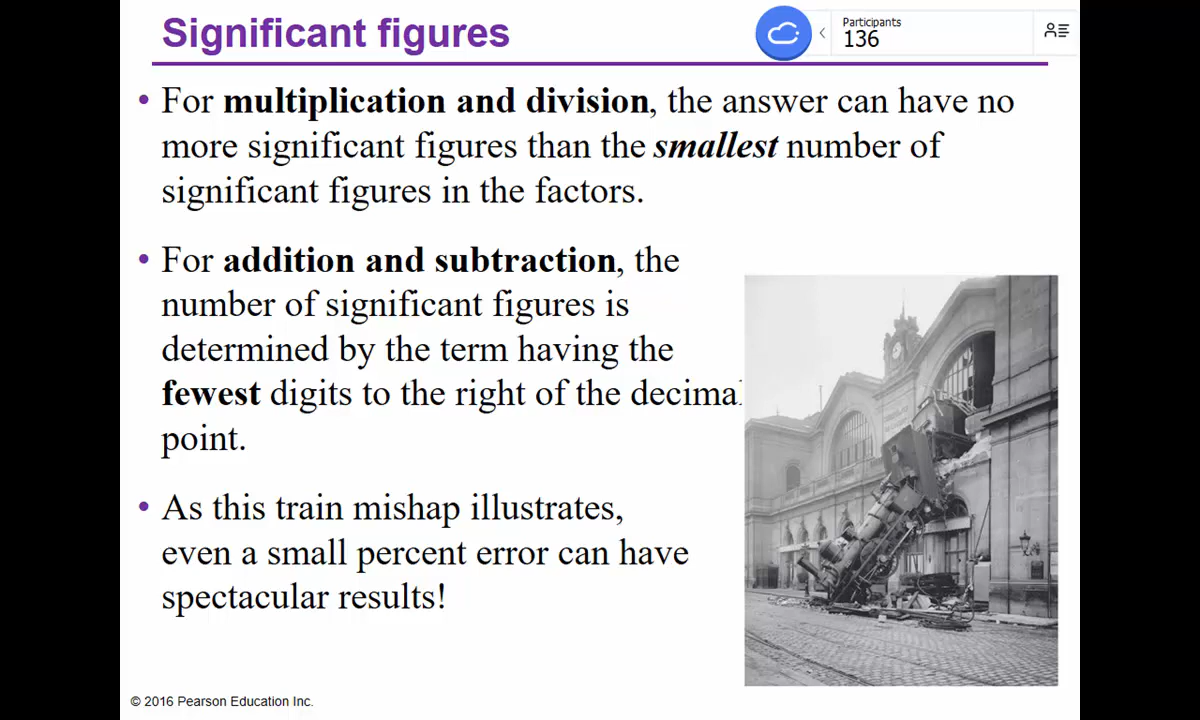 Significant figures
Participants
136
• For multiplication and division, the answer can have no
more significant figures than the smallest number of
significant figures in the factors.
• For addition and subtraction, the
number of significant figures is
determined by the term having the
fewest digits to the right of the decimal
point.
• As this train mishap illustrates,
even a small percent error can have
spectacular results!
© 2016 Pearson Education Inc.